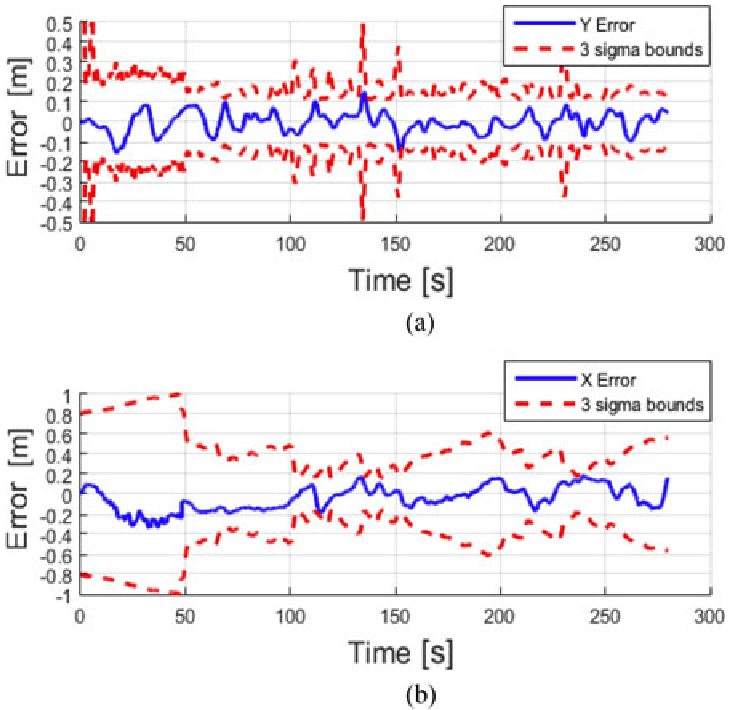 0.5
0.4
0.3
0.2
0.1
0
-0.1
-0.2
-0.3
-0.4
-0.5
Error [m]
Y Error
3 sigma bounds
0 50 100 150 200 250 300
Time [s]
(a)
1
0.8
0.6
0.4
0.2
0
-0.2
-0.4
-0.6
-0.8
-1
Error [m]
X Error
3 sigma bounds
0 50 100 150 200 250 300
Time [s]
(b)